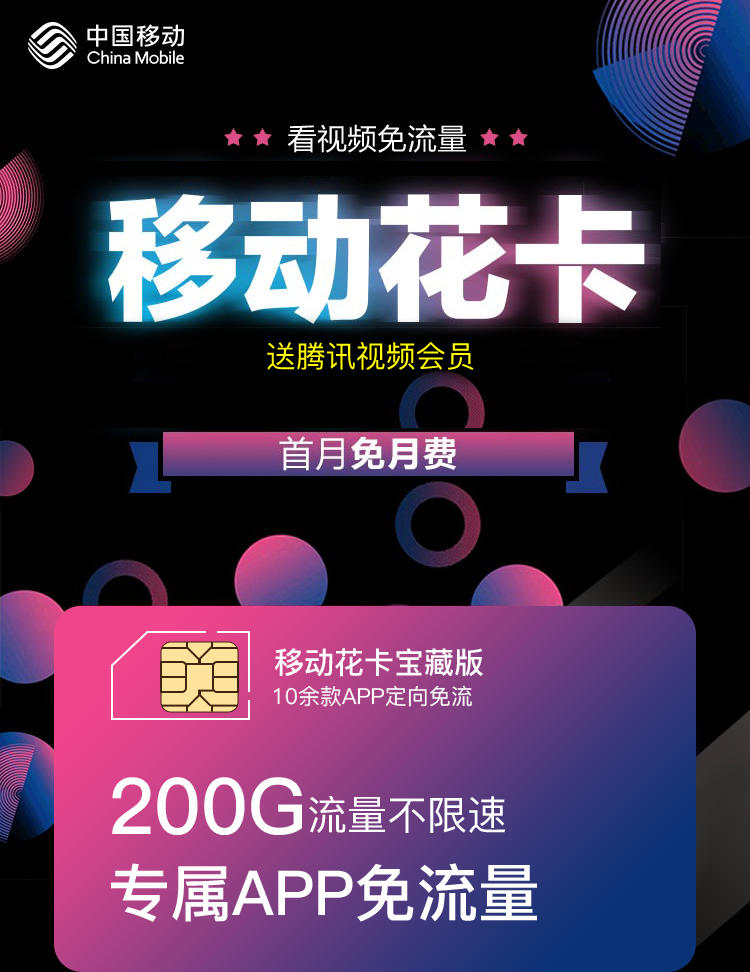 中国移动
China Mobile
看视频免流量
移动花卡
送腾讯视频会员
首月免月费
移动花卡宝藏版
10余款APP定向免流
200G流量不限速
专属APP免流量